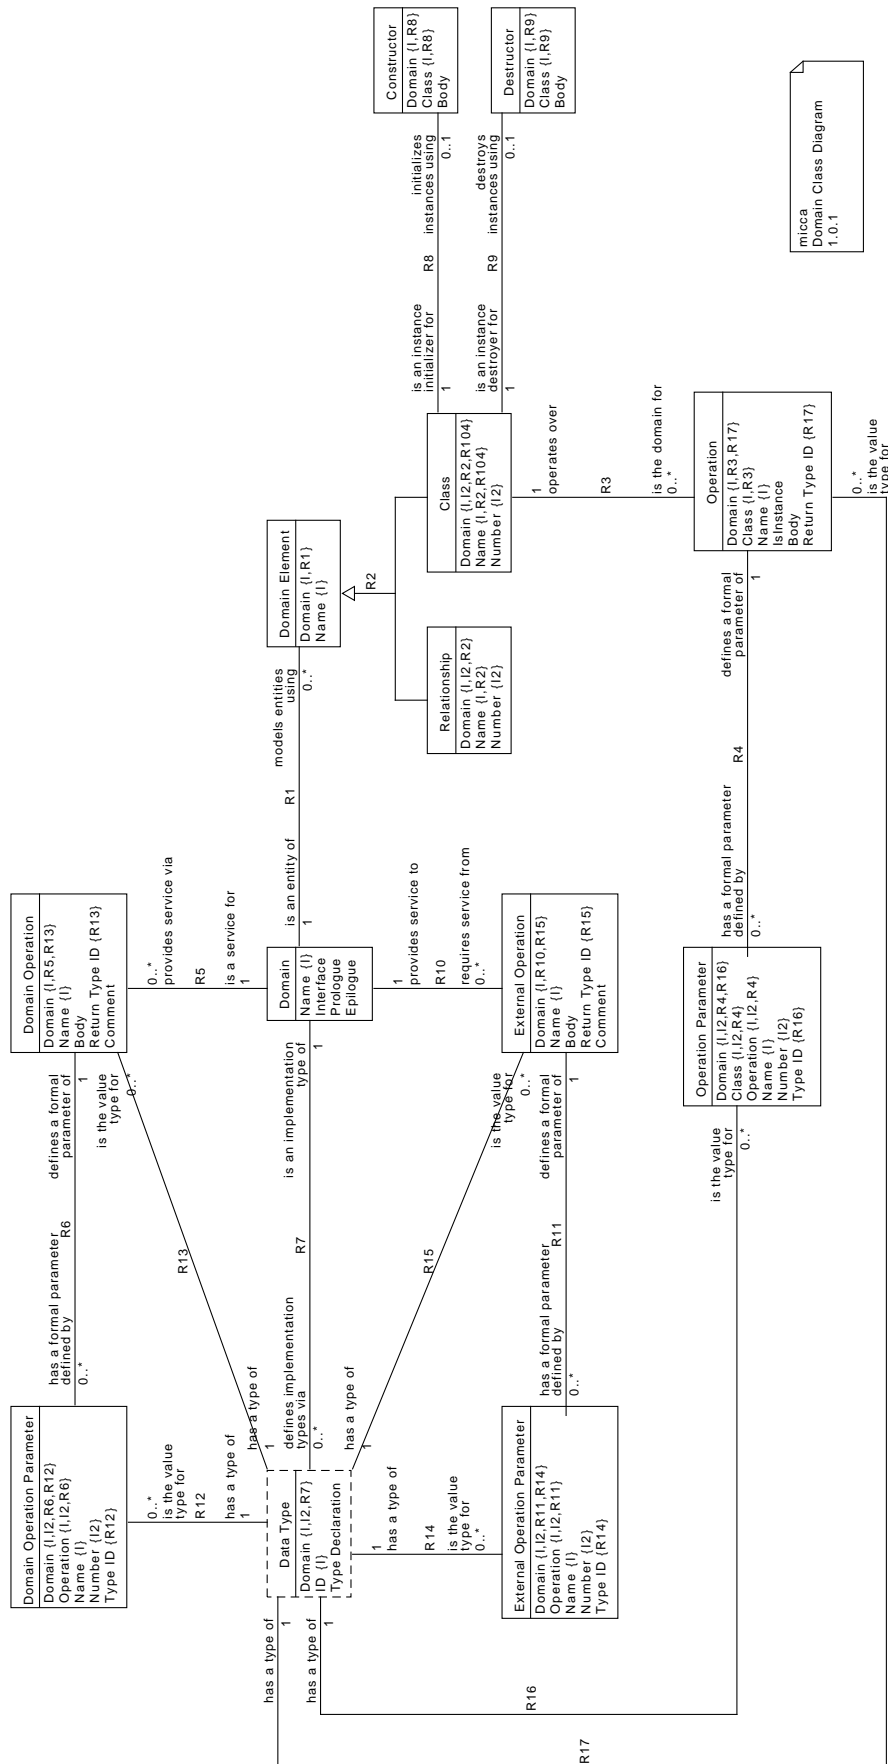 Domain Operation Parameter
Domain {I,I2,R6,R12}
Operation {I,I2,R6}
Name {I}
Number {I2}
Type ID {R12}
has a formal parameter
defined by
0..*
R6
defines a formal
parameter of
1
Domain Operation
Domain {I,R5,R13}
Name {I}
Body
Return Type ID {R13}
Comment
is the value
type for
0..*
R13
has a type of
1
0..*
is the value
type for
R12
has a type of
1
0..*
provides service via
R5
is a service for
1
Data Type
Domain {I,I2,R7}
ID {I}
Type Declaration
defines implementation
types via
0..*
R7
is an implementation
type of
1
Domain
Name {I}
Interface
Prologue
Epilogue
is an entity of
1
R1
models entities
using
0..*
Domain Element
Domain {I,R1}
Name {I}
R2
has a type of
1
has a type of
1
has a type of
1
R15
is the value
type for
0..*
1
has a type of
R14
is the value
type for
0..*
1
provides service to
R10
requires service from
0..*
External Operation Parameter
Domain {I,I2,R11,R14}
Operation {I,I2,R11}
Name {I}
Number {I2}
Type ID {R14}
has a formal parameter
defined by
0..*
R11
defines a formal
parameter of
1
External Operation
Domain {I,R10,R15}
Name {I}
Body
Return Type ID {R15}
Comment
Relationship
Domain {I,I2,R2}
Name {I,R2}
Number {I2}
Class
Domain {I,I2,R2,R104}
Name {I,R2,R104}
Number {I2}
is an instance
initializer for
1
R8
initializes
instances using
0..1
Constructor
Domain {I,R8}
Class {I,R8}
Body
is an instance
destroyer for
1
R9
destroys
instances using
0..1
Destructor
Domain {I,R9}
Class {I,R9}
Body
1
operates over
R3
is the domain for
0..*
R16
is the value
type for
0..*
Operation Parameter
Domain {I,I2,R4,R16}
Class {I,I2,R4}
Operation {I,I2,R4}
Name {I}
Number {I2}
Type ID {R16}
has a formal parameter
defined by
0..*
R4
defines a formal
parameter of
1
Operation
Domain {I,R3,R17}
Class {I,R3}
Name {I}
IsInstance
Body
Return Type ID {R17}
R17
0..*
is the value
type for
micca
Domain Class Diagram
1.0.1